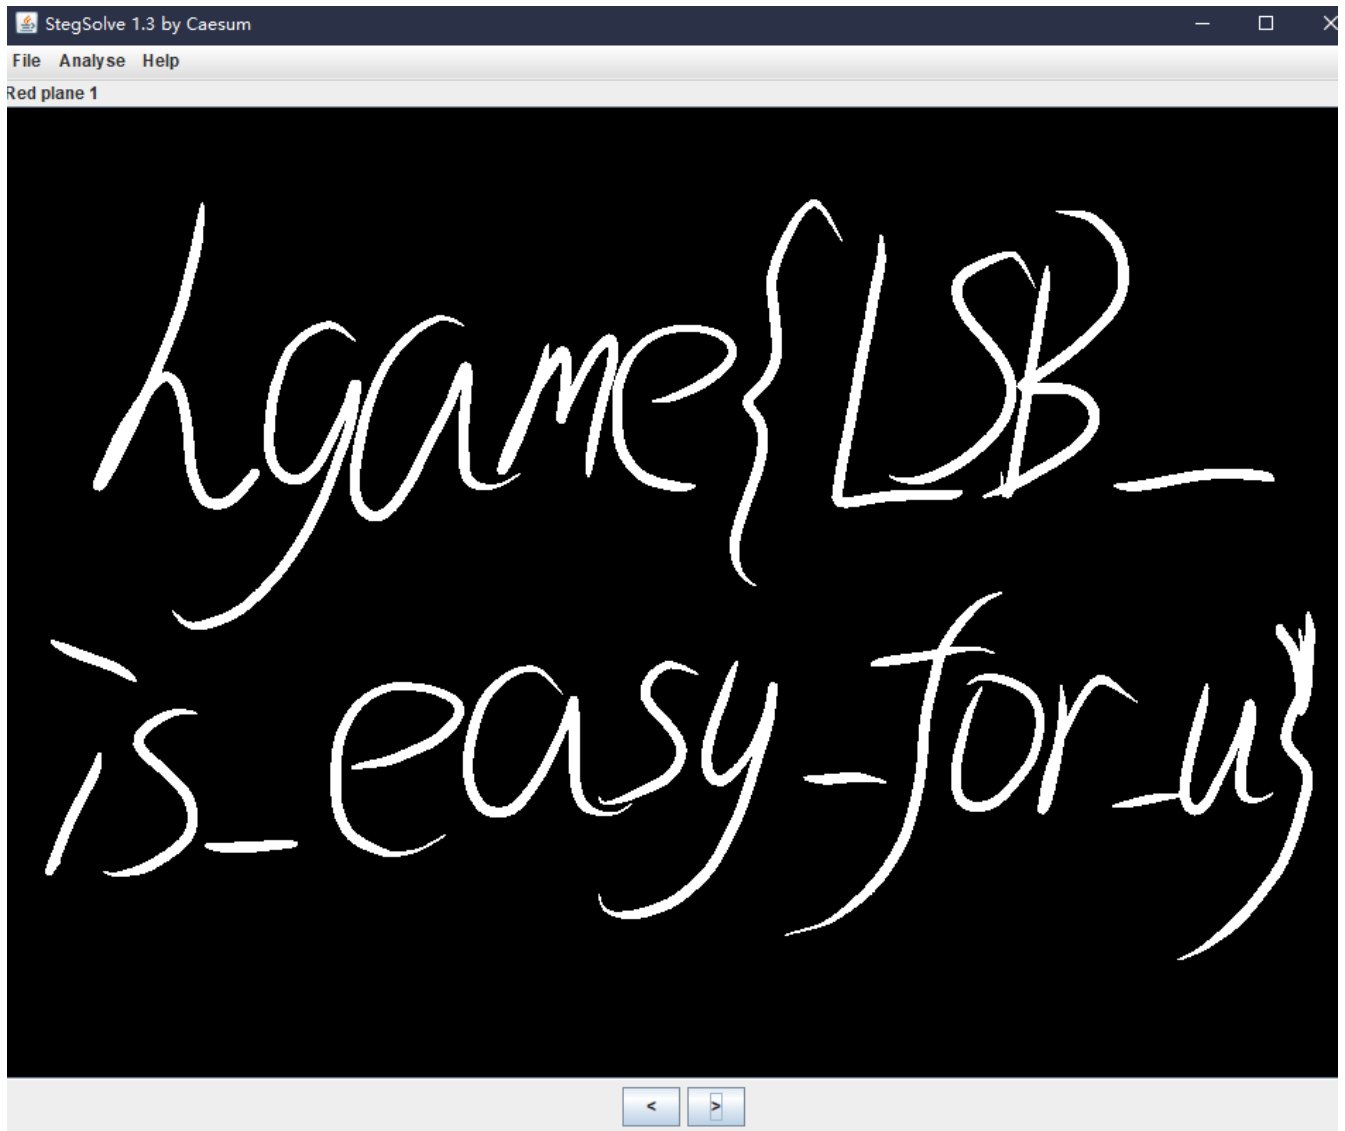 StegSolve 1.3 by Caesum
File Analyse Help
Red plane 1
hgame{LSB_
is_easy_for_u}
< >